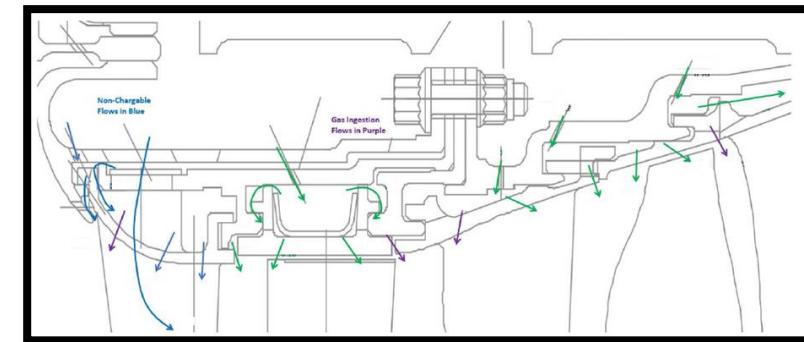 Non-Chargable
Flows in Blue
Gas Ingestion
Flows in Purple